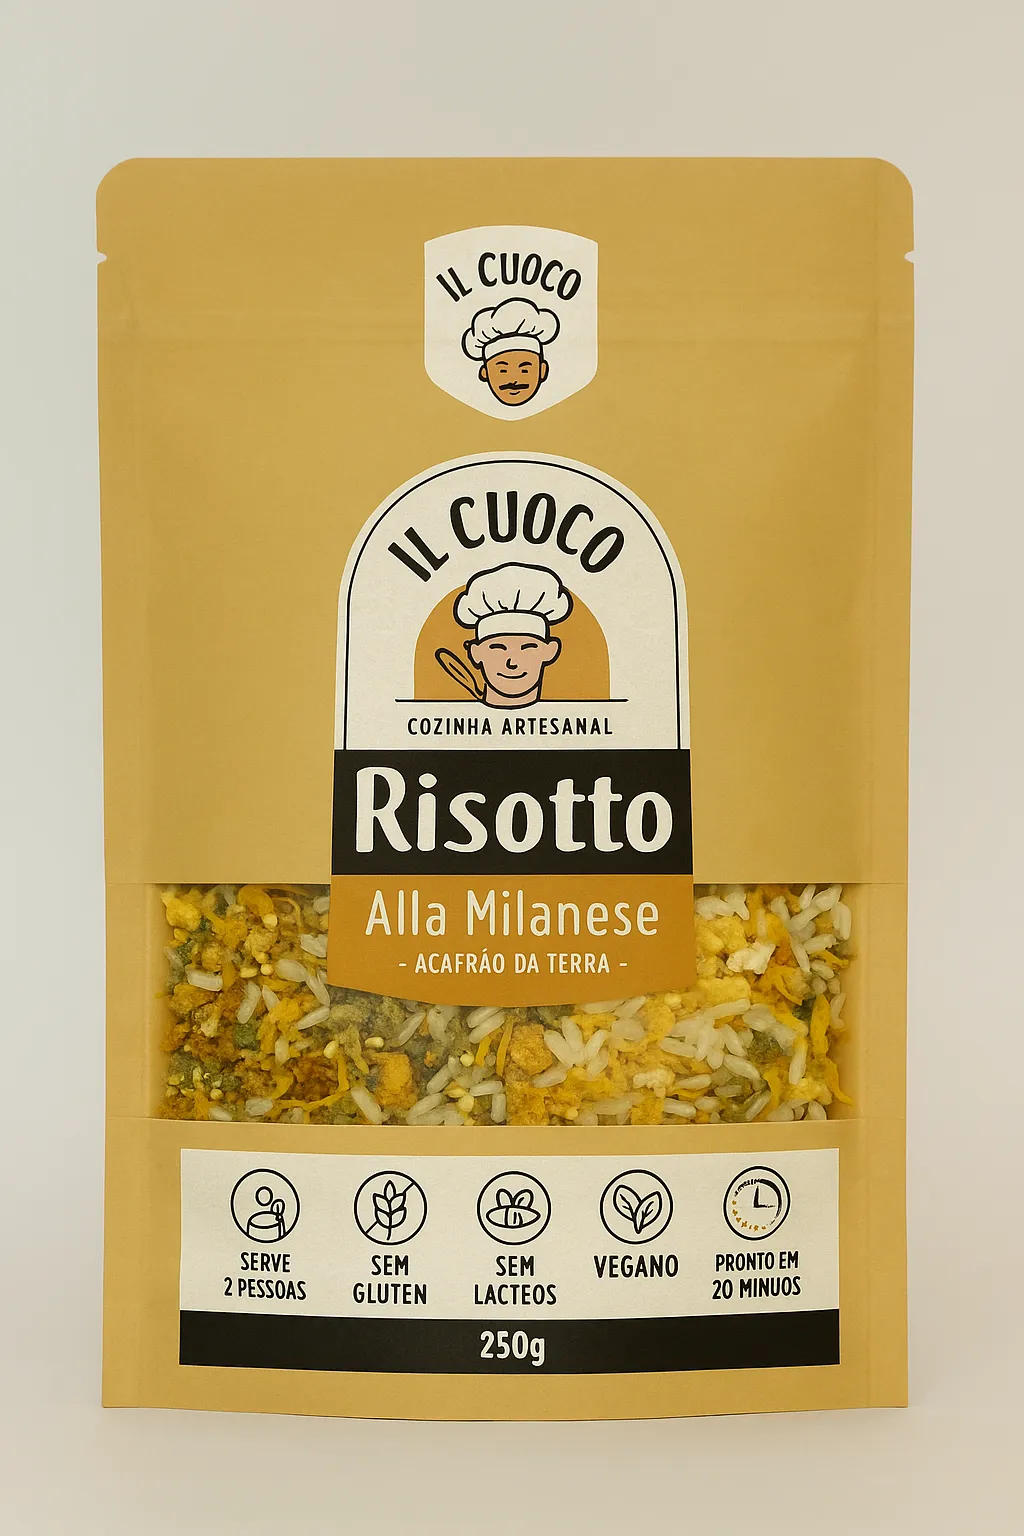 IL CUOCO
IL CUOCO
COZINHA ARTESANAL
Risotto
Alla Milanese
- ACAFRÁO DA TERRA -
SERVE
2 PESSOAS
SEM
GLUTEN
SEM
LACTEOS
VEGANO
PRONTO EM
20 MINUOS
250g